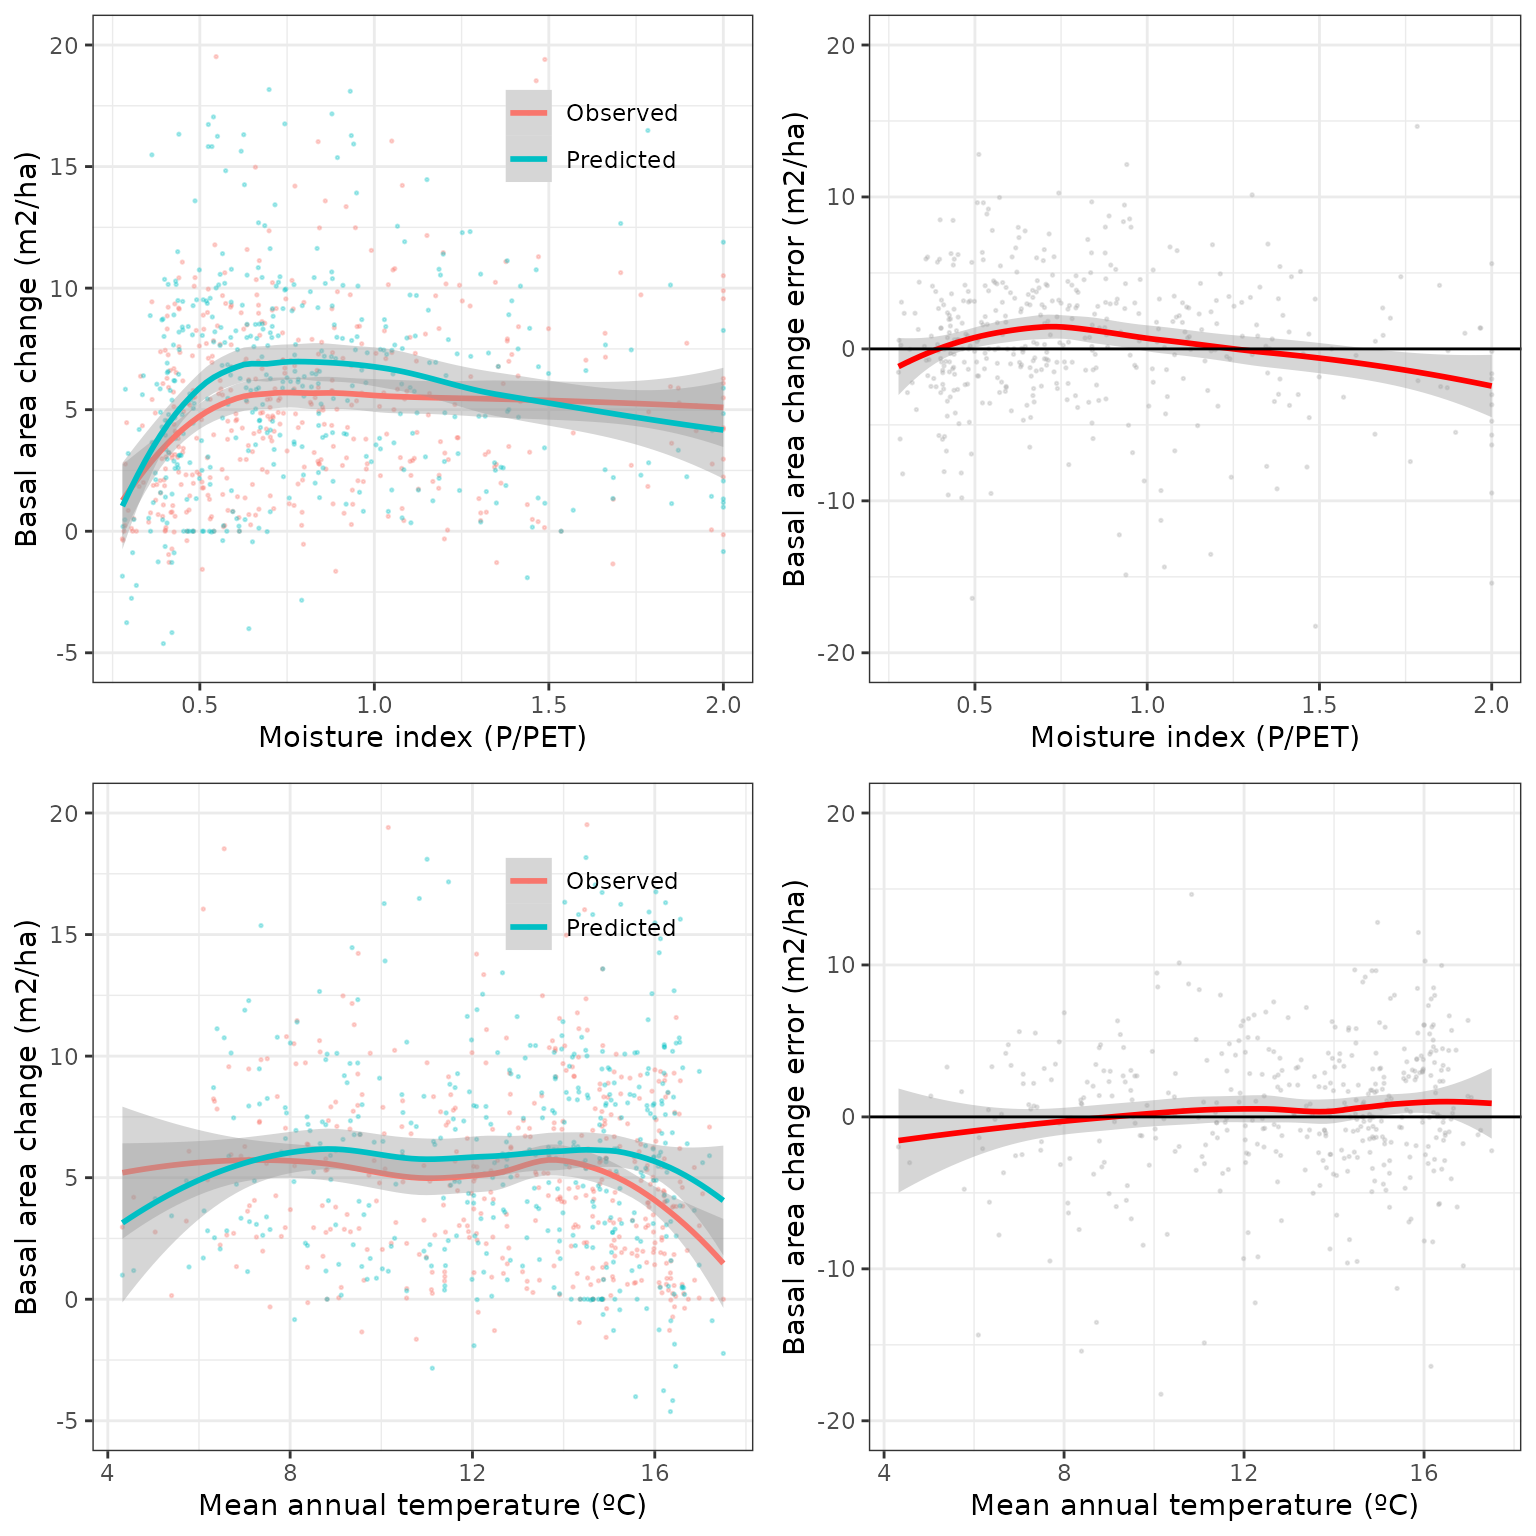 Basal area change (m2/ha)
20
15
10
5
0
-5
Observed
Predicted
0.5 1.0 1.5 2.0
Moisture index (P/PET)
Basal area change error (m2/ha)
20
10
0
-10
-20
0.5 1.0 1.5 2.0
Moisture index (P/PET)
Basal area change (m2/ha)
20
15
10
5
0
-5
Observed
Predicted
4 8 12 16
Mean annual temperature (ºC)
Basal area change error (m2/ha)
20
10
0
-10
-20
4 8 12 16
Mean annual temperature (ºC)